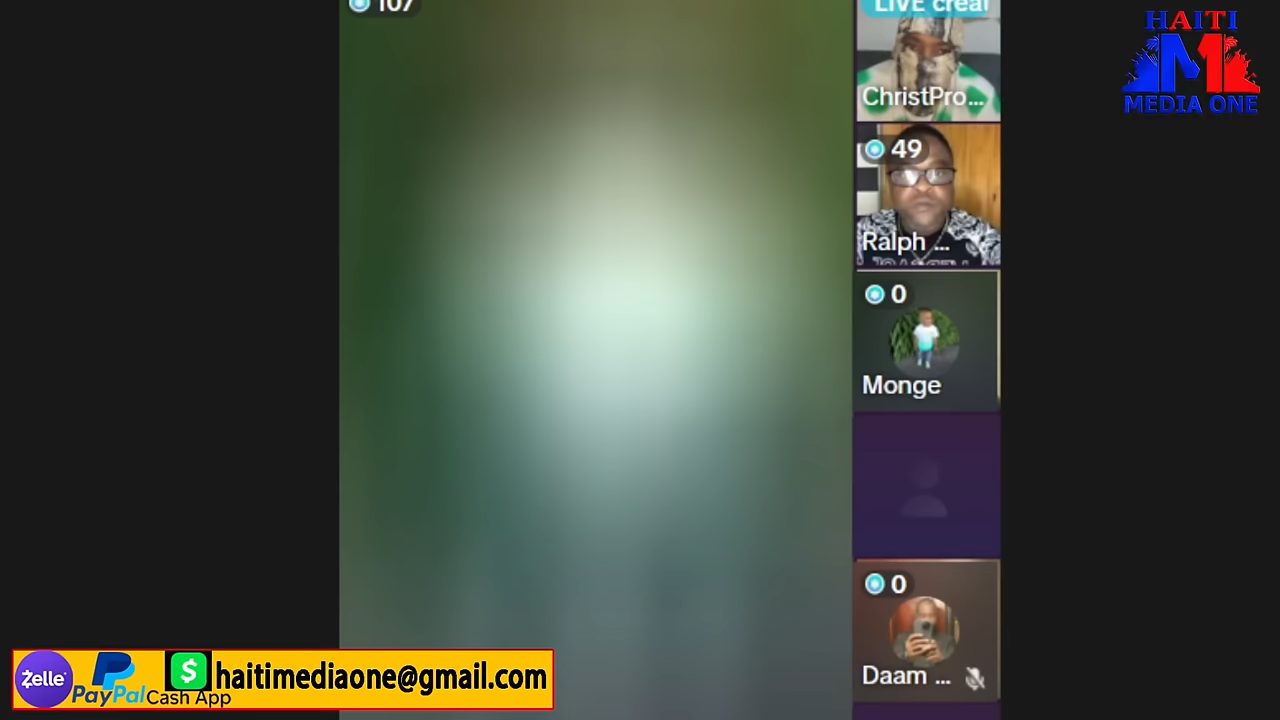 107
LIVE creat
ChristPro...
49
Ralph ...
0
Monge
0
Daam ...
HAITI
M1
MEDIA ONE
Zelle
PayPal
$
Cash App
haitimediaone@gmail.com